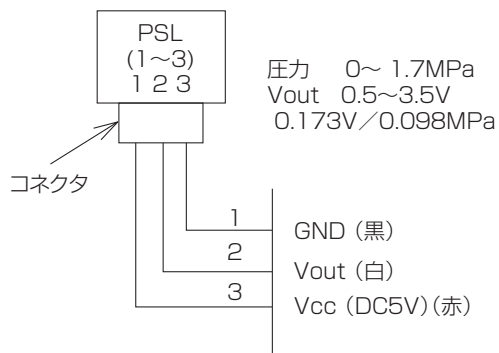 PSL
(1〜3)
1 2 3
圧力 0〜 1.7MPa
Vout 0.5〜3.5V
0.173V／0.098MPa
コネクタ
1 GND (黒)
2 Vout (白)
3 Vcc (DC5V)(赤)